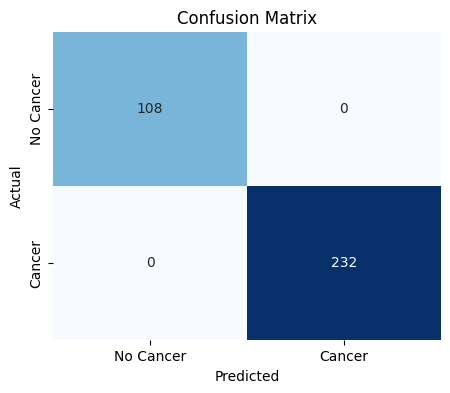 Confusion Matrix
Actual
No Cancer
108
0
Cancer
0
232
No Cancer
Cancer
Predicted